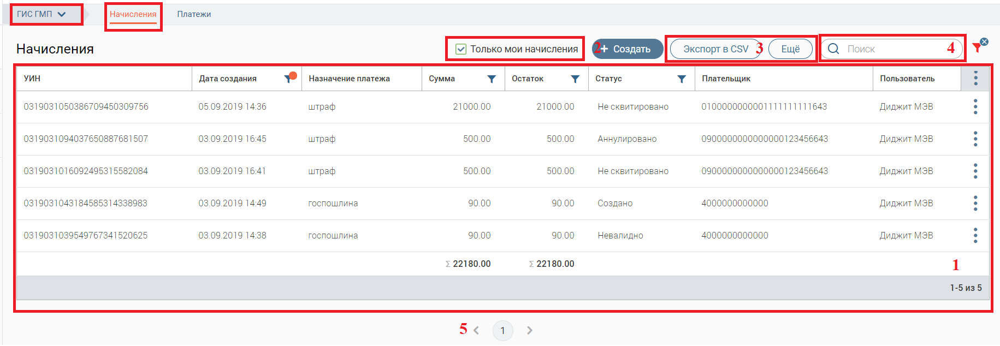 ГИС ГМП Начисления Платежи
Начисления Только мои начисления 2 + Создать Экспорт в CSV 3 Ещё Поиск 4
УИН Дата создания Назначение платежа Сумма Остаток Статус Плательщик Пользователь
0319031050386709450309756 05.09.2019 14:36 штраф 21000.00 21000.00 Не сквитировано 0100000000001111111111643 Диджит МЭВ
0319031094037650887681507 03.09.2019 16:45 штраф 500.00 500.00 Аннулировано 0900000000000000123456643 Диджит МЭВ
0319031016092495315582084 03.09.2019 16:41 штраф 500.00 500.00 Не сквитировано 0900000000000000123456643 Диджит МЭВ
0319031043184585314338983 03.09.2019 14:49 госпошлина 90.00 90.00 Создано 4000000000000 Диджит МЭВ
0319031039549767341520625 03.09.2019 14:38 госпошлина 90.00 90.00 Невалидно 4000000000000 Диджит МЭВ
Σ 22180.00 Σ 22180.00 1
1-5 из 5
5 1